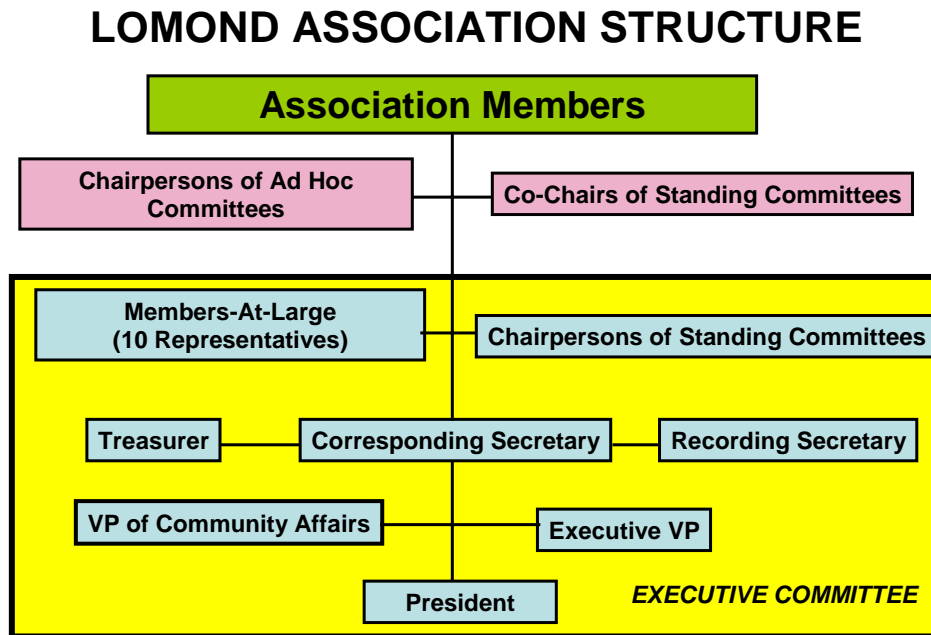 LOMOND ASSOCIATION STRUCTURE
Association Members
Chairpersons of Ad Hoc
Committees
Co-Chairs of Standing Committees
Members-At-Large
(10 Representatives)
Chairpersons of Standing Committees
Treasurer
Corresponding Secretary
Recording Secretary
VP of Community Affairs
Executive VP
President
EXECUTIVE COMMITTEE